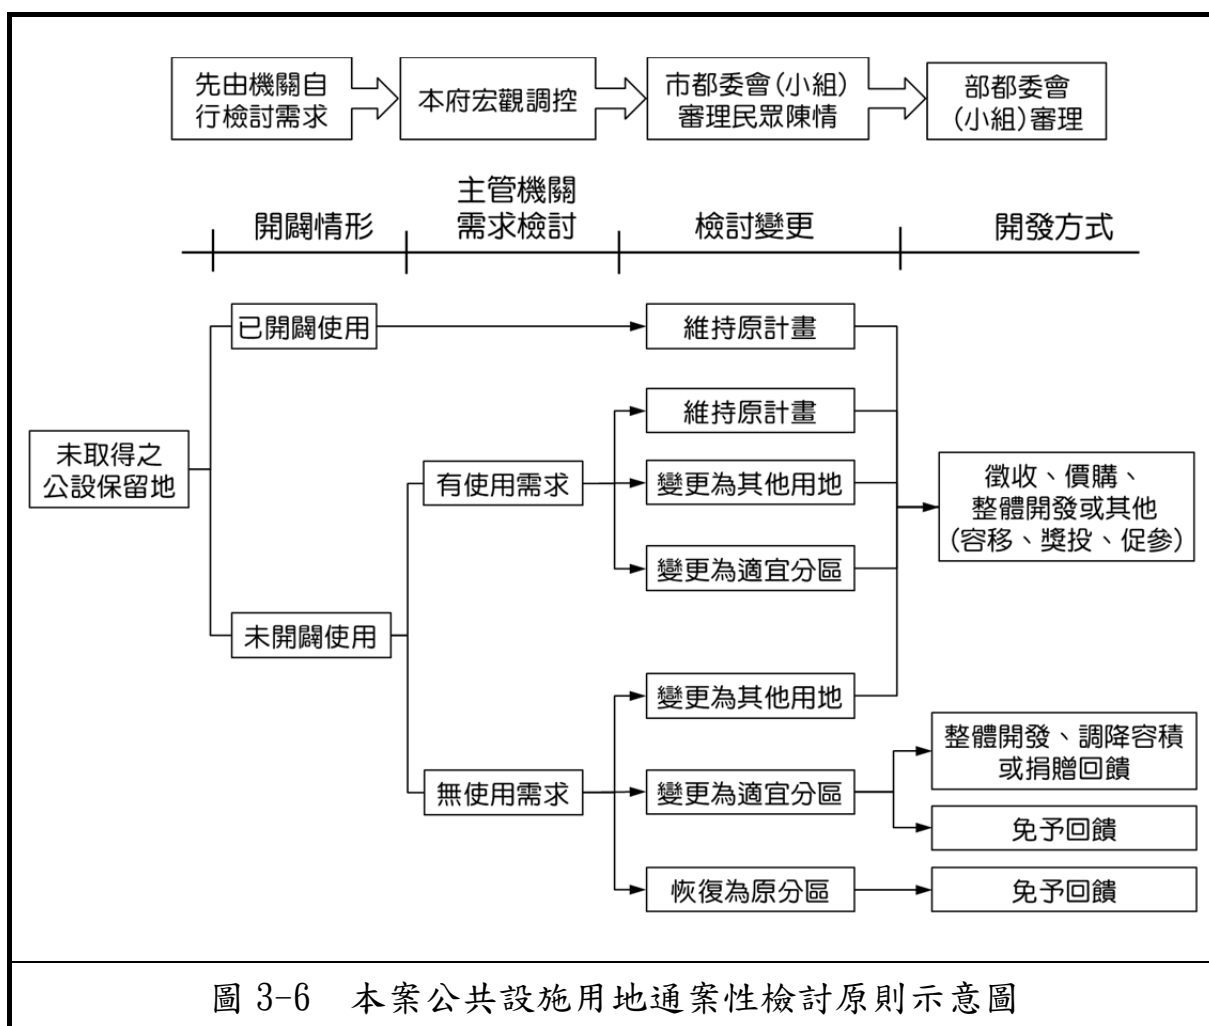 先由機關自
行檢討需求
本府宏觀調控
市都委會(小組)
審理民眾陳情
部都委會
(小組)審理
開闢情形
主管機關
需求檢討
檢討變更
開發方式
已開闢使用
維持原計畫
未取得之
公設保留地
維持原計畫
有使用需求
變更為其他用地
變更為適宜分區
徵收、價購、
整體開發或其他
(容移、獎投、促參)
未開闢使用
變更為其他用地
無使用需求
變更為適宜分區
整體開發、調降容積
或捐贈回饋
免予回饋
恢復為原分區
免予回饋
圖 3-6 本案公共設施用地通案性檢討原則示意圖